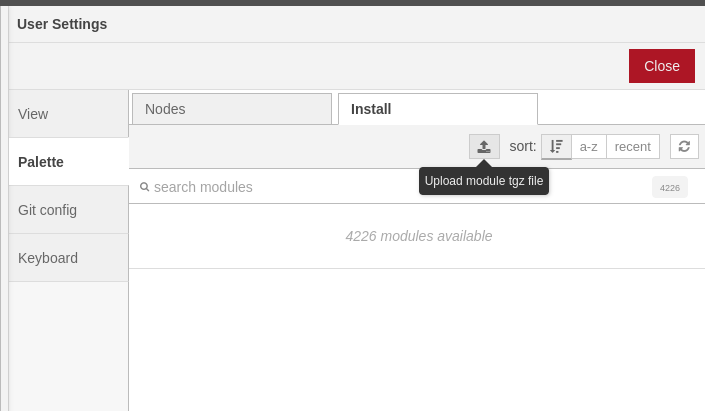 User Settings
Close
View
Palette
Git config
Keyboard
Nodes
Install
sort:
a-z
recent
Upload module tgz file
search modules
4226
4226 modules available